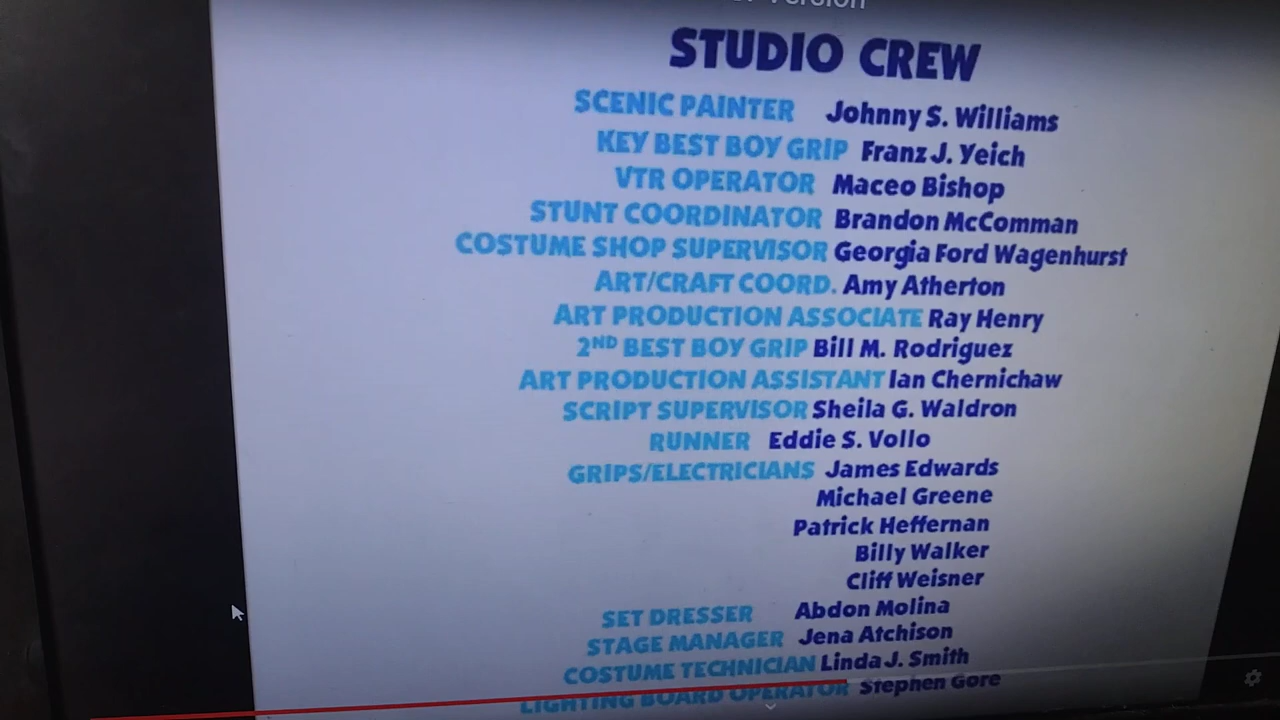 Version
STUDIO CREW
SCENIC PAINTER Johnny S. Williams
KEY BEST BOY GRIP Franz J. Yeich
VTR OPERATOR Maceo Bishop
STUNT COORDINATOR Brandon McComman
COSTUME SHOP SUPERVISOR Georgia Ford Wagenhurst
ART/CRAFT COORD. Amy Atherton
ART PRODUCTION ASSOCIATE Ray Henry
2ND BEST BOY GRIP Bill M. Rodriguez
ART PRODUCTION ASSISTANT Ian Chernichaw
SCRIPT SUPERVISOR Sheila G. Waldron
RUNNER Eddie S. Vollo
GRIPS/ELECTRICIANS James Edwards
Michael Greene
Patrick Heffernan
Billy Walker
Cliff Weisner
SET DRESSER Abdon Molina
STAGE MANAGER Jena Atchison
COSTUME TECHNICIAN Linda J. Smith
LIGHTING BOARD OPERATOR Stephen Gore